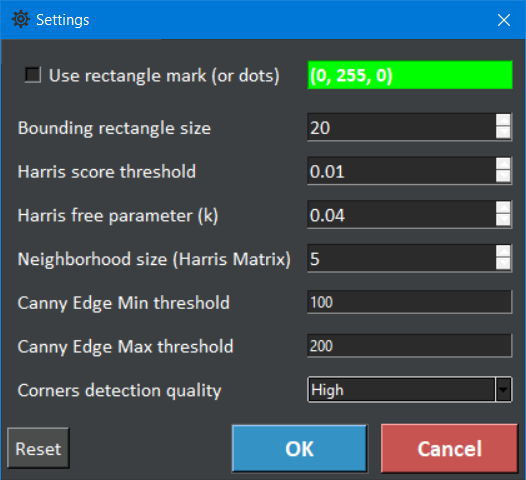 Settings
Use rectangle mark (or dots) (0, 255, 0)
Bounding rectangle size 20
Harris score threshold 0.01
Harris free parameter (k) 0.04
Neighborhood size (Harris Matrix) 5
Canny Edge Min threshold 100
Canny Edge Max threshold 200
Corners detection quality High
Reset OK Cancel